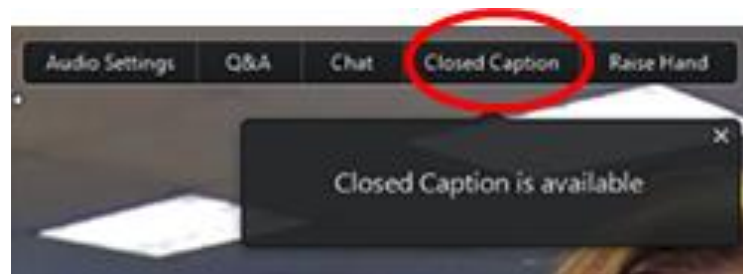 Audio Settings Q&A Chat Closed Caption Raise Hand
×
Closed Caption is available